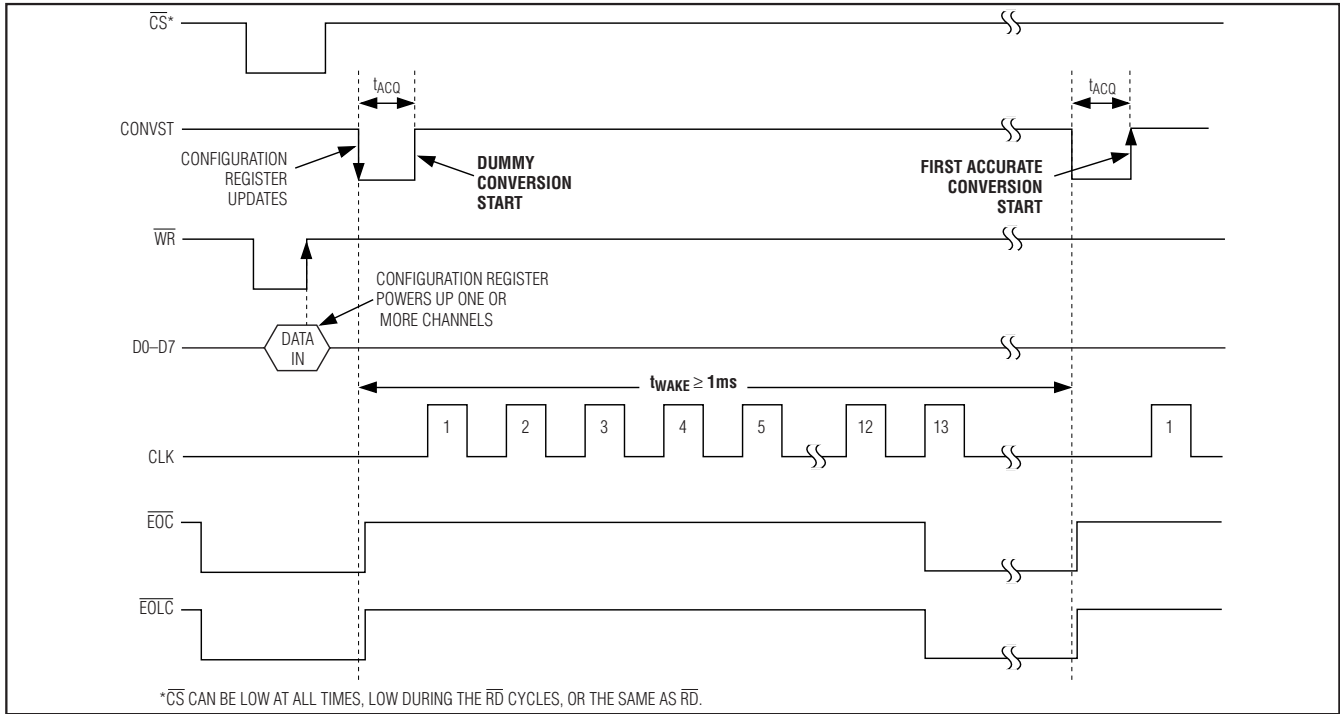 CS*
tACQ
tACQ
CONVST
CONFIGURATION
REGISTER
UPDATES
DUMMY
CONVERSION
START
FIRST ACCURATE
CONVERSION
START
WR
CONFIGURATION REGISTER
POWERS UP ONE OR
MORE CHANNELS
D0–D7
DATA
IN
tWAKE ≥ 1ms
1 2 3 4 5 12 13 1
CLK
EOC
EOLC
*CS CAN BE LOW AT ALL TIMES, LOW DURING THE RD CYCLES, OR THE SAME AS RD.